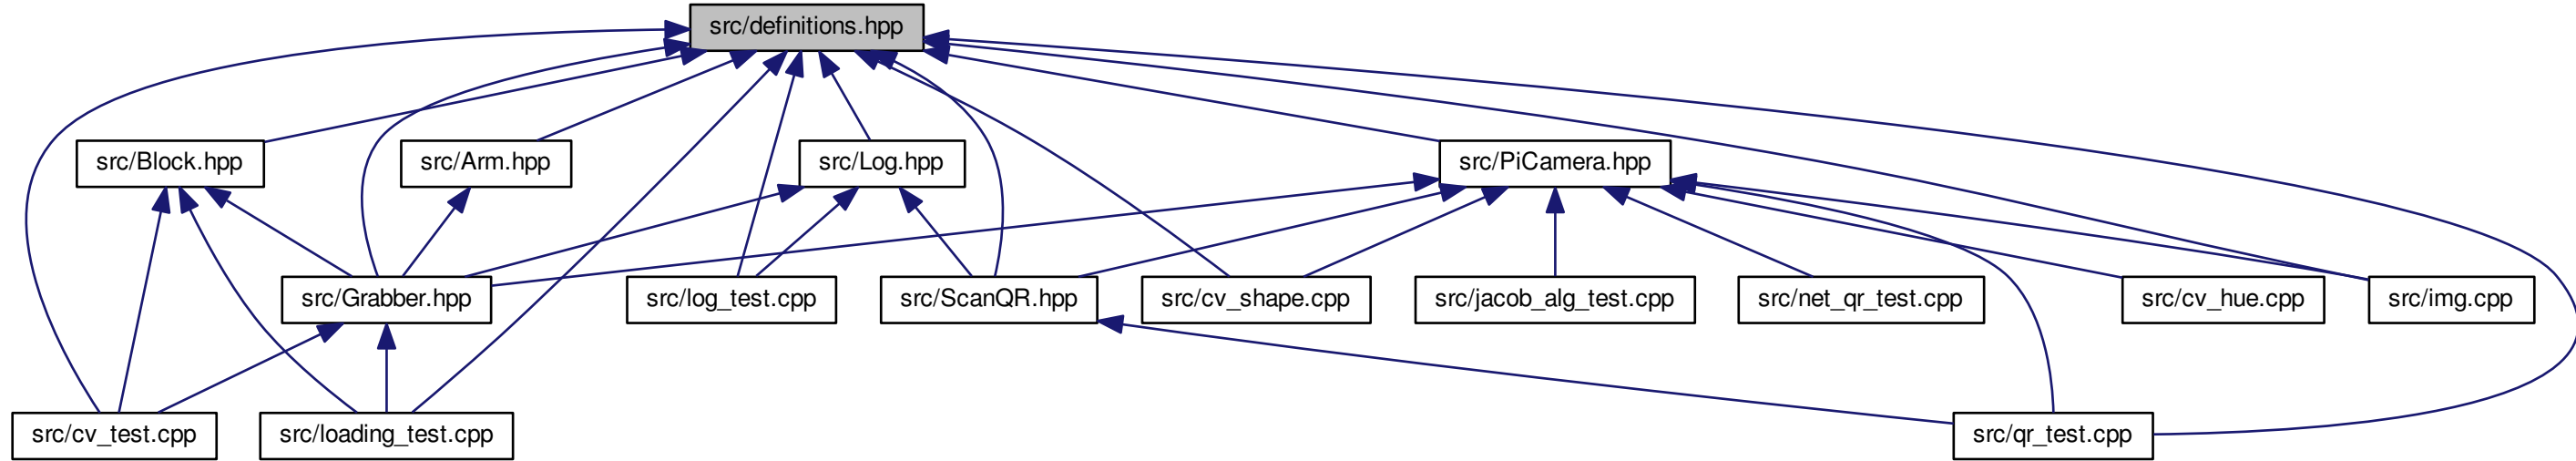 src/definitions.hpp
src/Block.hpp
src/Arm.hpp
src/Log.hpp
src/PiCamera.hpp
src/Grabber.hpp
src/log_test.cpp
src/ScanQR.hpp
src/cv_shape.cpp
src/jacob_alg_test.cpp
src/net_qr_test.cpp
src/cv_hue.cpp
src/img.cpp
src/cv_test.cpp
src/loading_test.cpp
src/qr_test.cpp